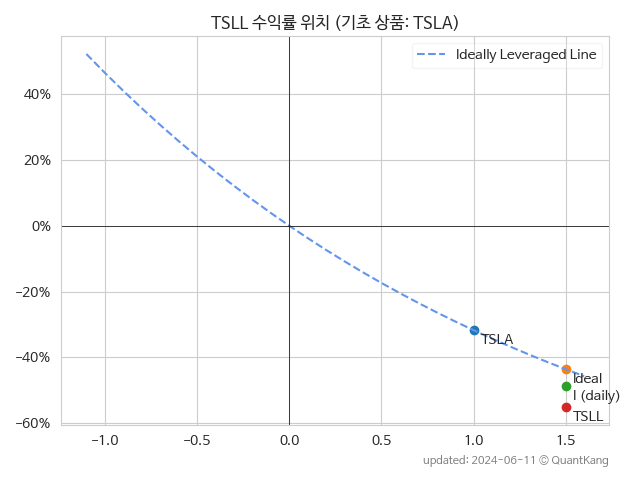 TSLL 수익률 위치 (기초 상품: TSLA)
Ideally Leveraged Line
40%
20%
0%
−20%
−40%
−60%
TSLA
Ideal
I (daily)
TSLL
−1.0
−0.5
0.0
0.5
1.0
1.5
updated: 2024-06-11 © QuantKang